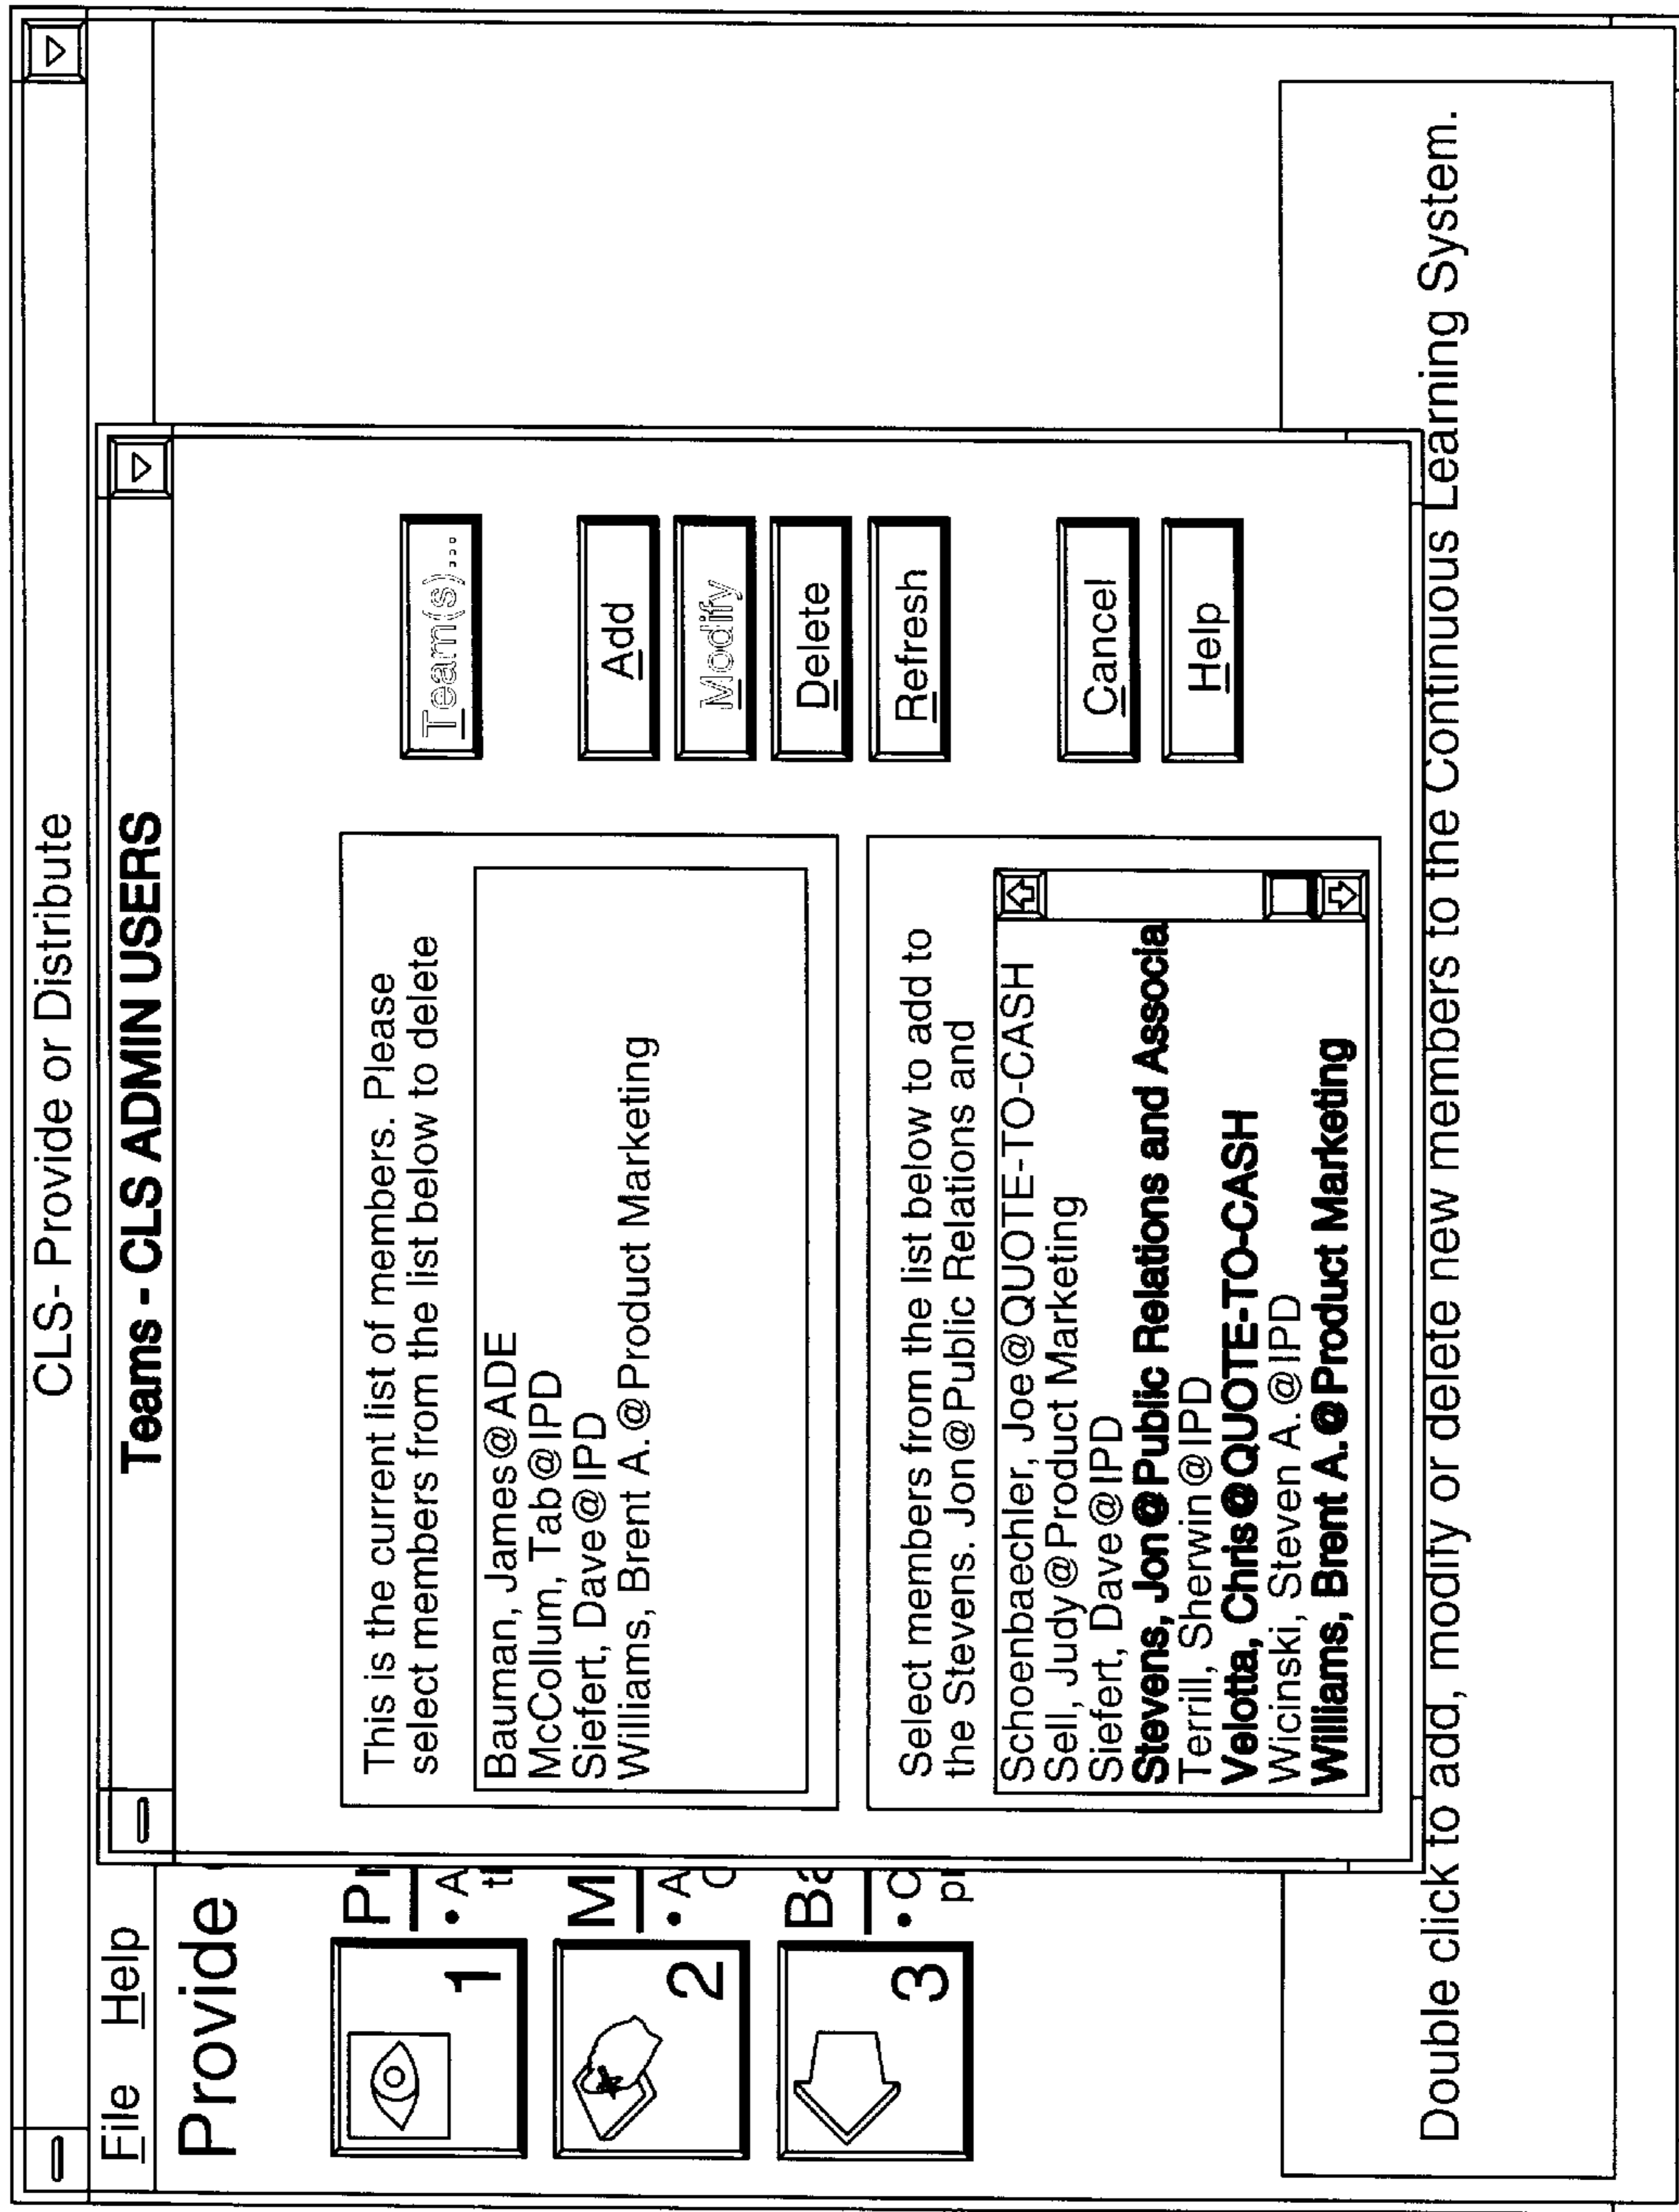 CLS- Provide or Distribute
File Help
Provide
Teams - CLS ADMIN USERS
1
Pr
• A
ti
2
M
• A
C
3
Ba
• C
pr
This is the current list of members. Please
select members from the list below to delete
Bauman, James@ADE
McCollum, Tab@IPD
Siefert, Dave@IPD
Williams, Brent A.@Product Marketing
Select members from the list below to add to
the Stevens. Jon@Public Relations and
Schoenbaechler, Joe@QUOTE-TO-CASH
Sell, Judy@Product Marketing
Siefert, Dave@IPD
Stevens, Jon@Public Relations and Associa
Terrill, Sherwin@IPD
Velotta, Chris@QUOTE-TO-CASH
Wicinski, Steven A.@IPD
Williams, Brent A.@Product Marketing
Team(s)...
Add
Modify
Delete
Refresh
Cancel
Help
Double click to add, modify or delete new members to the Continuous Learning System.